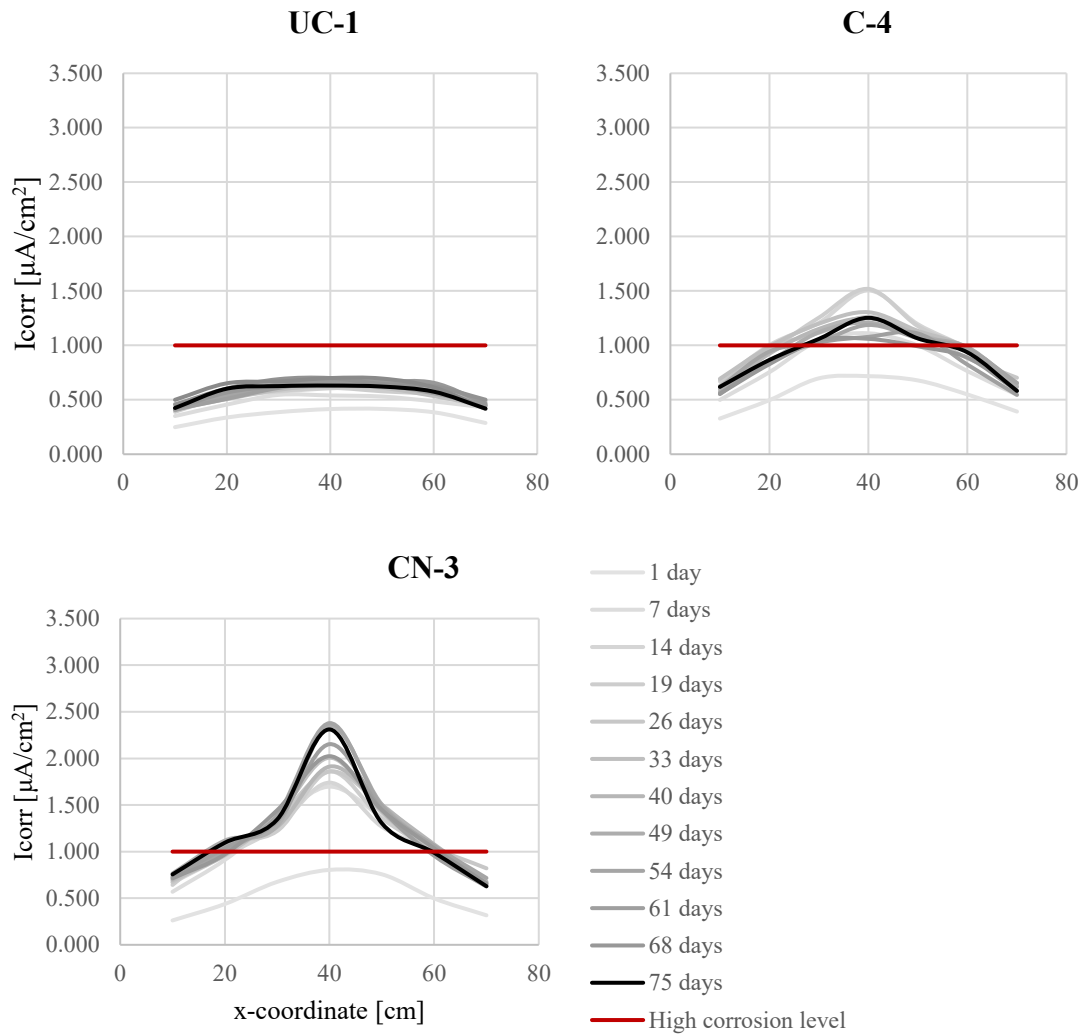 UC-1
3.500
3.000
2.500
2.000
1.500
1.000
0.500
0.000
0 20 40 60 80
Icorr [µA/cm²]
C-4
3.500
3.000
2.500
2.000
1.500
1.000
0.500
0.000
0 20 40 60 80
CN-3
3.500
3.000
2.500
2.000
1.500
1.000
0.500
0.000
0 20 40 60 80
Icorr [µA/cm²]
x-coordinate [cm]
1 day
7 days
14 days
19 days
26 days
33 days
40 days
49 days
54 days
61 days
68 days
75 days
High corrosion level